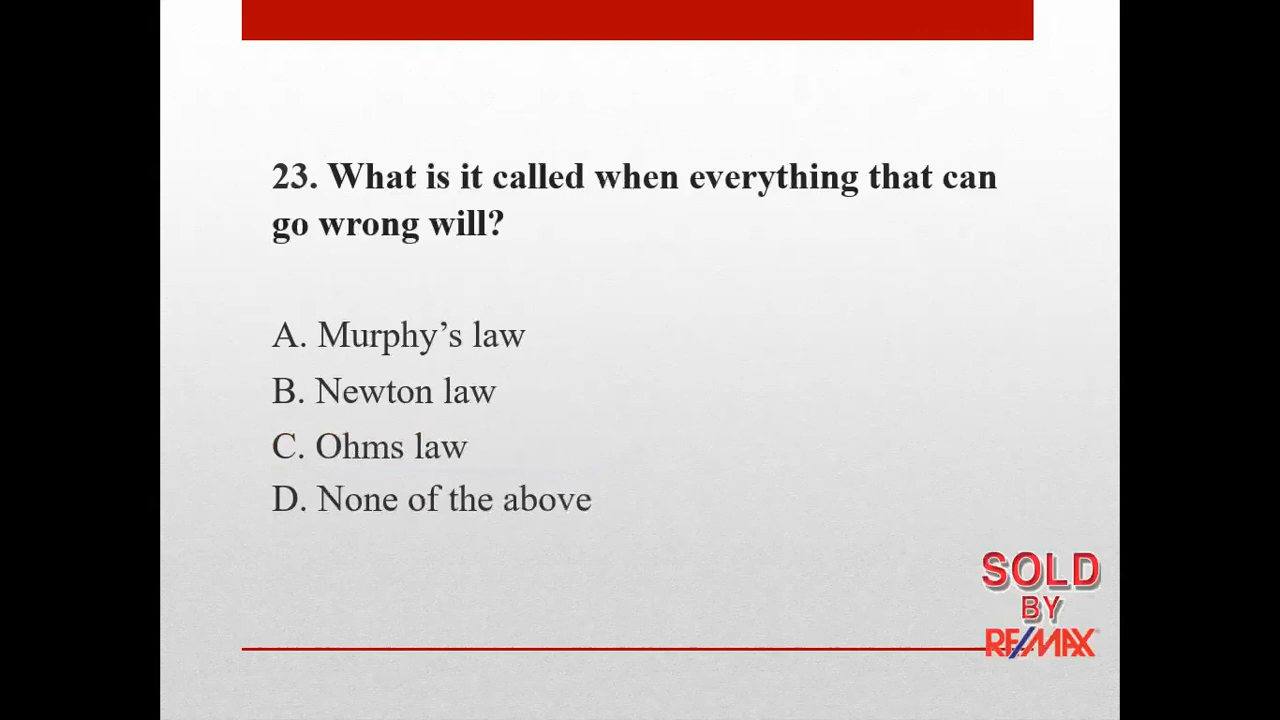 23. What is it called when everything that can
go wrong will?
A. Murphy’s law
B. Newton law
C. Ohms law
D. None of the above
SOLD
BY
RE/MAX